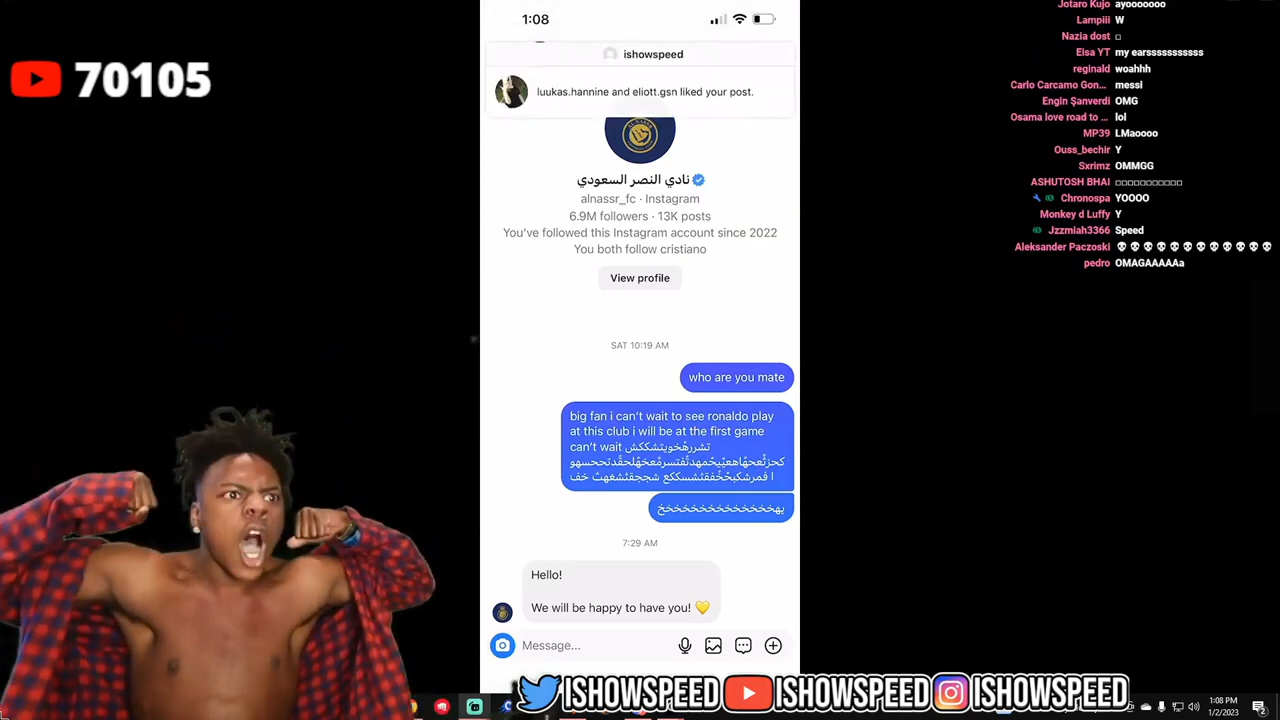 1:08
ishowspeed
luukas.hannine and eliott.gsn liked your post.
نادي النصر السعودي
alnassr_fc · Instagram
6.9M followers · 13K posts
You've followed this Instagram account since 2022
You both follow cristiano
View profile
SAT 10:19 AM
who are you mate
big fan i can't wait to see ronaldo play
at this club i will be at the first game
can't wait
7:29 AM
Hello!
We will be happy to have you! 💛
Message...
70105
Jotaro Kujo ayooooooo
Lampiii W
Nazia dost
Eisa YT my earsssssssssss
reginald woahhh
Carlo Carcamo Gon... messi
Engin Şanverdi OMG
Osama love road to ... lol
MP39 LMaoooo
Ouss_bechir Y
Sxrimz OMMGG
ASHUTOSH BHAI
Chronospa YOOOO
Monkey d Luffy Y
Jzzmiah3366 Speed
Aleksander Paczoski 💀💀💀💀💀💀💀💀💀💀💀💀
pedro OMAGAAAAAa
ISHOWSPEED ISHOWSPEED ISHOWSPEED
1:08 PM
1/2/2023